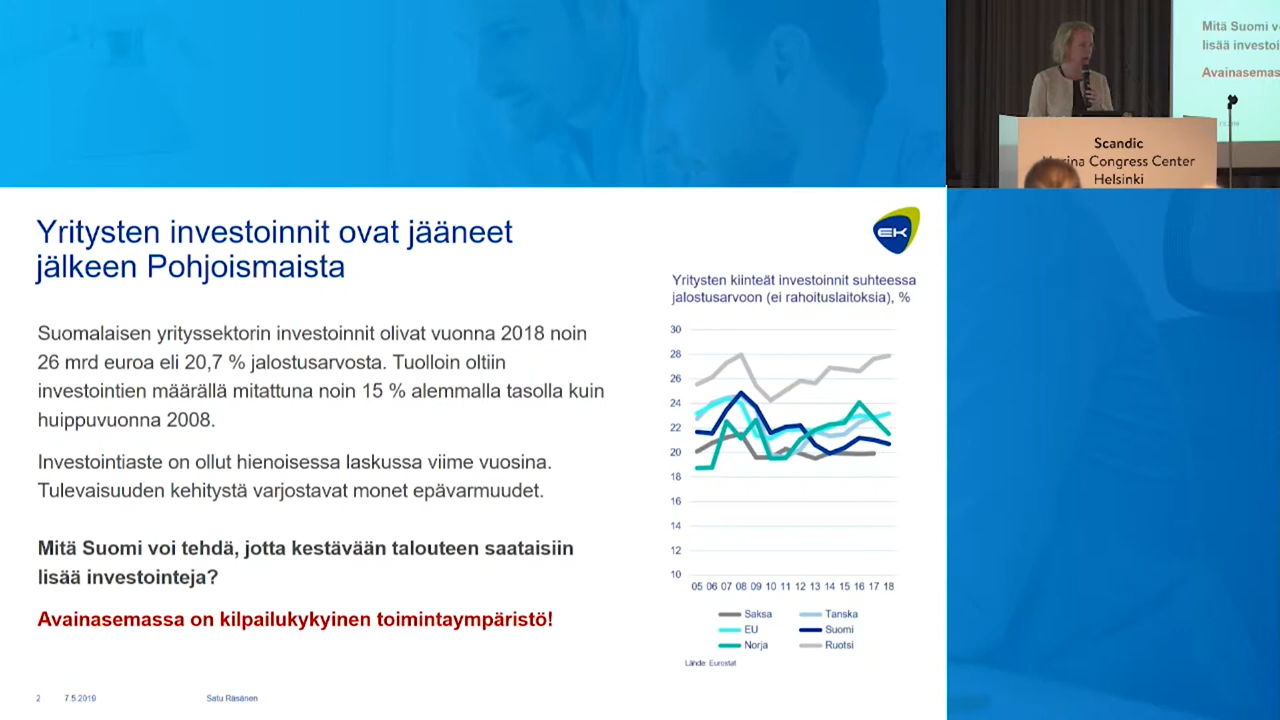 Mitä Suomi v
lisää investoi
Avainasemas
Scandic
Marina Congress Center
Helsinki
Yritysten investoinnit ovat jääneet
jälkeen Pohjoismaista
EK
Suomalaisen yrityssektorin investoinnit olivat vuonna 2018 noin
26 mrd euroa eli 20,7 % jalostusarvosta. Tuolloin oltiin
investointien määrällä mitattuna noin 15 % alemmalla tasolla kuin
huippuvuonna 2008.
Investointiaste on ollut hienoisessa laskussa viime vuosina.
Tulevaisuuden kehitystä varjostavat monet epävarmuudet.
Mitä Suomi voi tehdä, jotta kestävään talouteen saataisiin
lisää investointeja?
Avainasemassa on kilpailukykyinen toimintaympäristö!
Yritysten kiinteät investoinnit suhteessa
jalostusarvoon (ei rahoituslaitoksia), %
30
28
26
24
22
20
18
16
14
12
10
05 06 07 08 09 10 11 12 13 14 15 16 17 18
Saksa Tanska
EU Suomi
Norja Ruotsi
Lähde: Eurostat
2 7.5.2019 Satu Räsänen